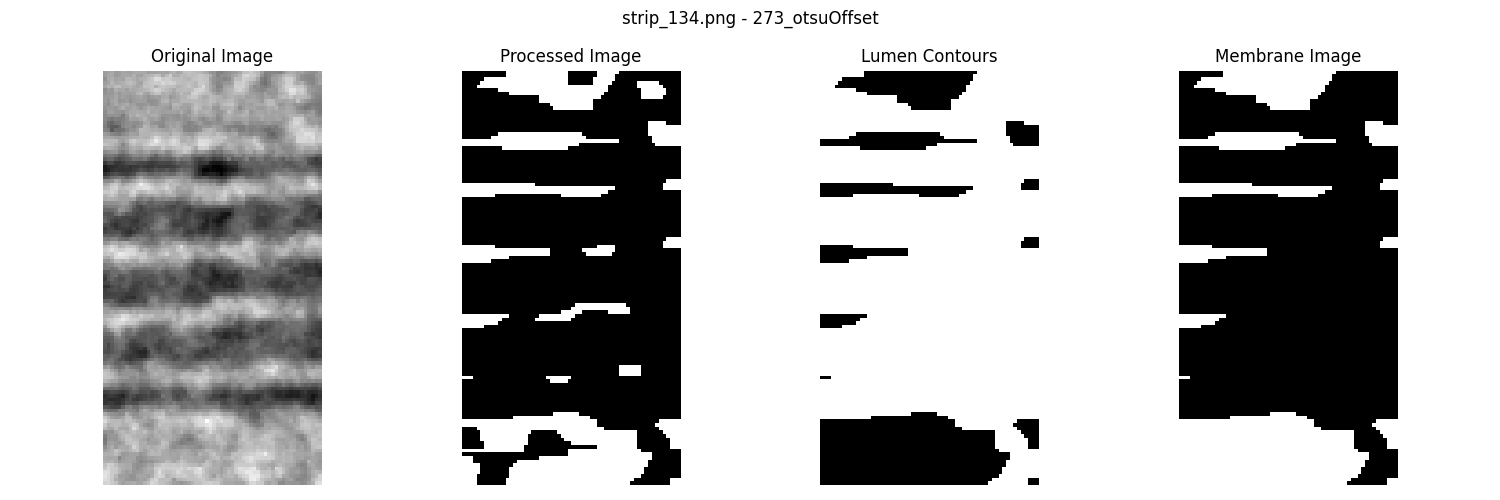 strip_134.png - 273_otsuOffset
Original Image
Processed Image
Lumen Contours
Membrane Image